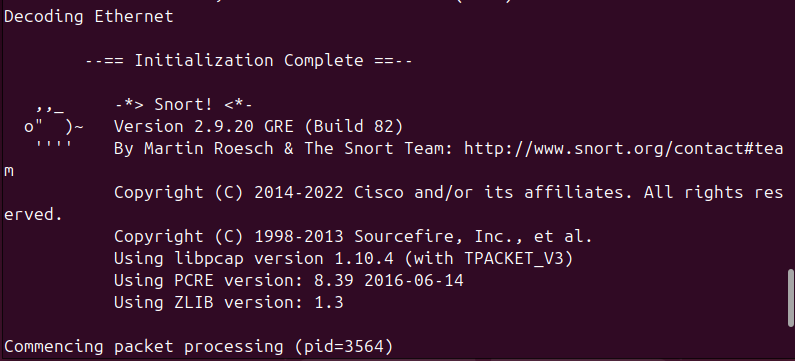 Decoding Ethernet
--== Initialization Complete ==--
,,_     -*> Snort! <*-
o"  )~   Version 2.9.20 GRE (Build 82)
''''    By Martin Roesch & The Snort Team: http://www.snort.org/contact#tea
m
Copyright (C) 2014-2022 Cisco and/or its affiliates. All rights res
erved.
Copyright (C) 1998-2013 Sourcefire, Inc., et al.
Using libpcap version 1.10.4 (with TPACKET_V3)
Using PCRE version: 8.39 2016-06-14
Using ZLIB version: 1.3
Commencing packet processing (pid=3564)